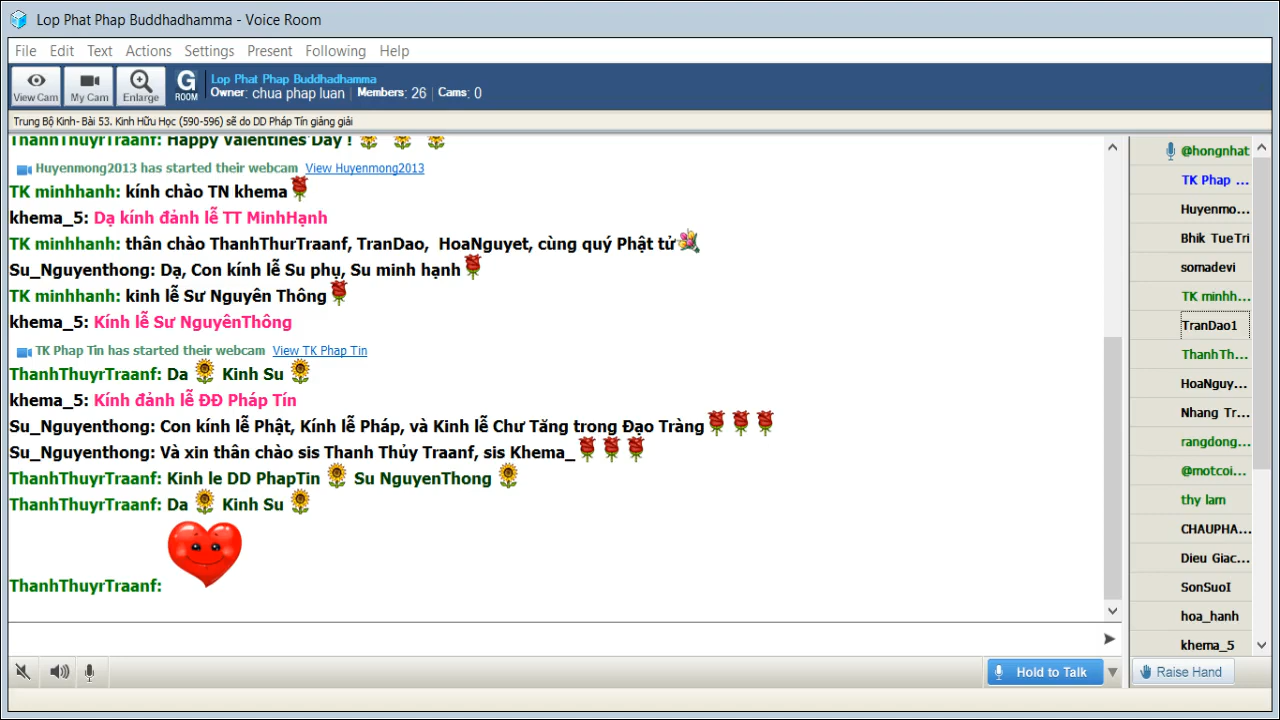 Lop Phat Phap Buddhadhamma - Voice Room
File Edit Text Actions Settings Present Following Help
View Cam My Cam Enlarge G ROOM
Lop Phat Phap Buddhadhamma
Owner: chua phap luan Members: 26 Cams: 0
Trung Bộ Kinh- Bài 53. Kinh Hữu Học (590-596) sẽ do DD Pháp Tín giảng giải
ThanhThuyrTraanf: Happy Valentines'Day !
Huyenmong2013 has started their webcam View Huyenmong2013
TK minhhanh: kính chào TN khema
khema_5: Dạ kính đảnh lễ TT MinhHạnh
TK minhhanh: thân chào ThanhThurTraanf, TranDao, HoaNguyet, cùng quý Phật tử
Su_Nguyenthong: Dạ, Con kính lễ Su phụ, Su minh hạnh
TK minhhanh: kinh lễ Sư Nguyên Thông
khema_5: Kính lễ Sư NguyênThông
TK Phap Tin has started their webcam View TK Phap Tin
ThanhThuyrTraanf: Da Kinh Su
khema_5: Kính đảnh lễ ĐĐ Pháp Tín
Su_Nguyenthong: Con kính lễ Phật, Kính lễ Pháp, và Kinh lễ Chư Tăng trong Đạo Tràng
Su_Nguyenthong: Và xin thân chào sis Thanh Thủy Traanf, sis Khema_
ThanhThuyrTraanf: Kinh le DD PhapTin Su NguyenThong
ThanhThuyrTraanf: Da Kinh Su
ThanhThuyrTraanf:
@hongnhat
TK Phap ...
Huyenmo...
Bhik TueTri
somadevi
TK minhh...
TranDao1
ThanhTh...
HoaNguy...
Nhang Tr...
rangdong...
@motcoi...
thy lam
CHAUPHA...
Dieu Giac...
SonSuoI
hoa_hanh
khema_5
Hold to Talk
Raise Hand